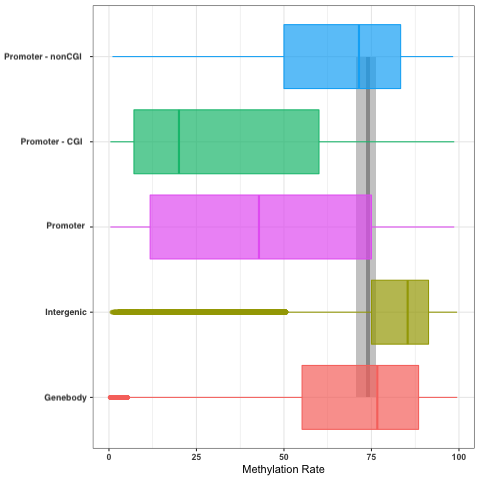 Promoter - nonCGI
Promoter - CGI
Promoter
Intergenic
Genebody
0 25 50 75 100
Methylation Rate